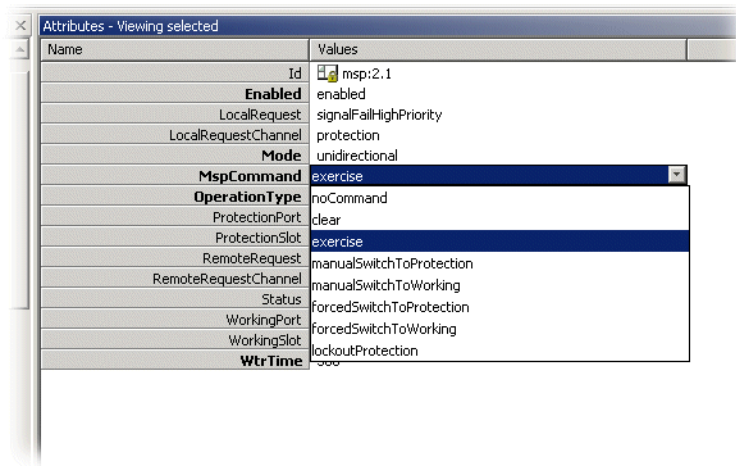 Attributes - Viewing selected
Name Values
Id msp:2.1
Enabled enabled
LocalRequest signalFailHighPriority
LocalRequestChannel protection
Mode unidirectional
MspCommand exercise
OperationType noCommand
ProtectionPort clear
ProtectionSlot exercise
RemoteRequest manualSwitchToProtection
RemoteRequestChannel manualSwitchToWorking
Status forcedSwitchToProtection
WorkingPort forcedSwitchToWorking
WorkingSlot lockoutProtection
WtrTime